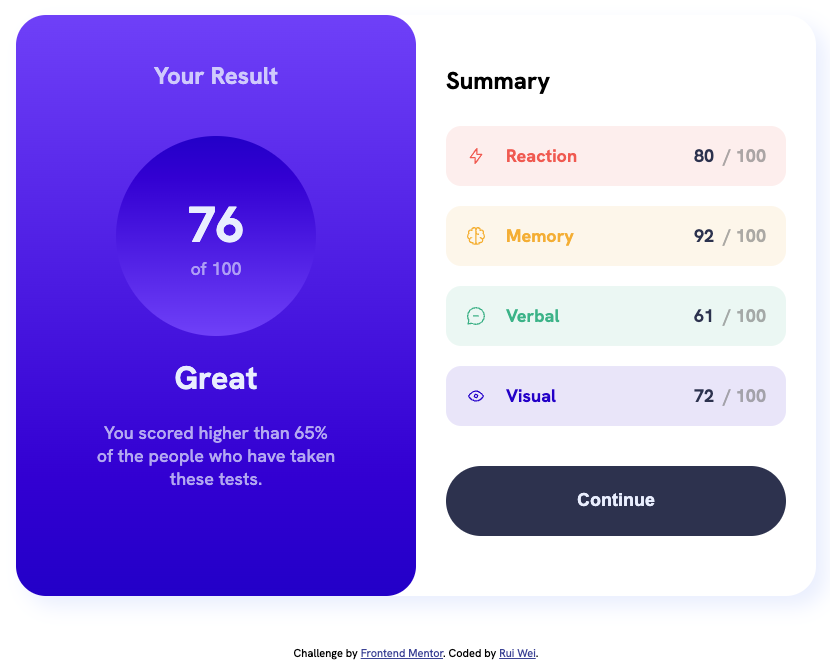 Your Result
76
of 100
Great
You scored higher than 65%
of the people who have taken
these tests.
Summary
Reaction 80 / 100
Memory 92 / 100
Verbal 61 / 100
Visual 72 / 100
Continue
Challenge by Frontend Mentor. Coded by Rui Wei.